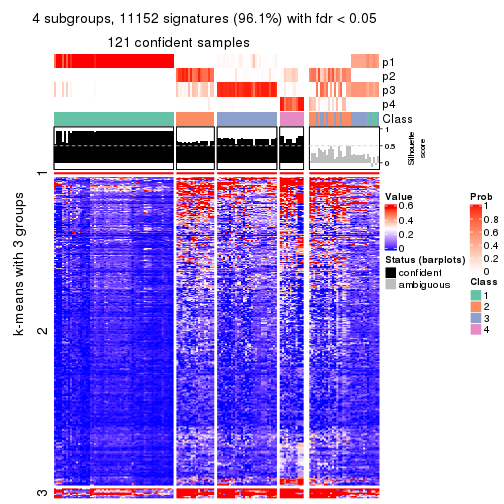 4 subgroups, 11152 signatures (96.1%) with fdr < 0.05
121 confident samples
p1
p2
p3
p4
Class
1
0.5
0
Silhouette
score
k-means with 3 groups
1
2
3
Value
0.6
0.4
0.2
0
Status (barplots)
confident
ambiguous
Prob
1
0.8
0.6
0.4
0.2
0
Class
1
2
3
4